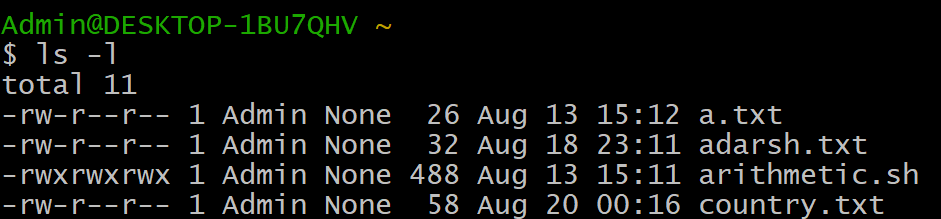 Admin@DESKTOP-1BU7QHV ~
$ ls -l
total 11
-rw-r--r-- 1 Admin None  26 Aug 13 15:12 a.txt
-rw-r--r-- 1 Admin None  32 Aug 18 23:11 adarsh.txt
-rwxrwxrwx 1 Admin None 488 Aug 13 15:11 arithmetic.sh
-rw-r--r-- 1 Admin None  58 Aug 20 00:16 country.txt